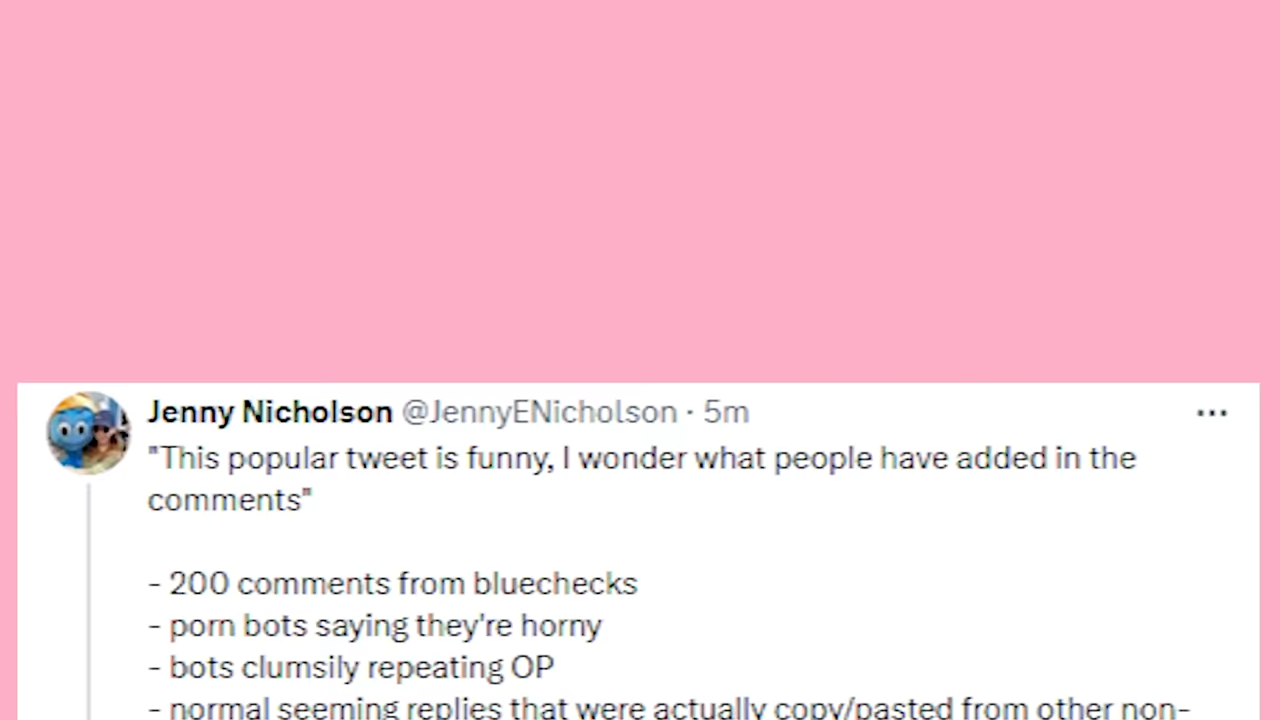 Jenny Nicholson @JennyENicholson · 5m ...
"This popular tweet is funny, I wonder what people have added in the
comments"
- 200 comments from bluechecks
- porn bots saying they're horny
- bots clumsily repeating OP
- normal seeming replies that were actually copy/pasted from other non-